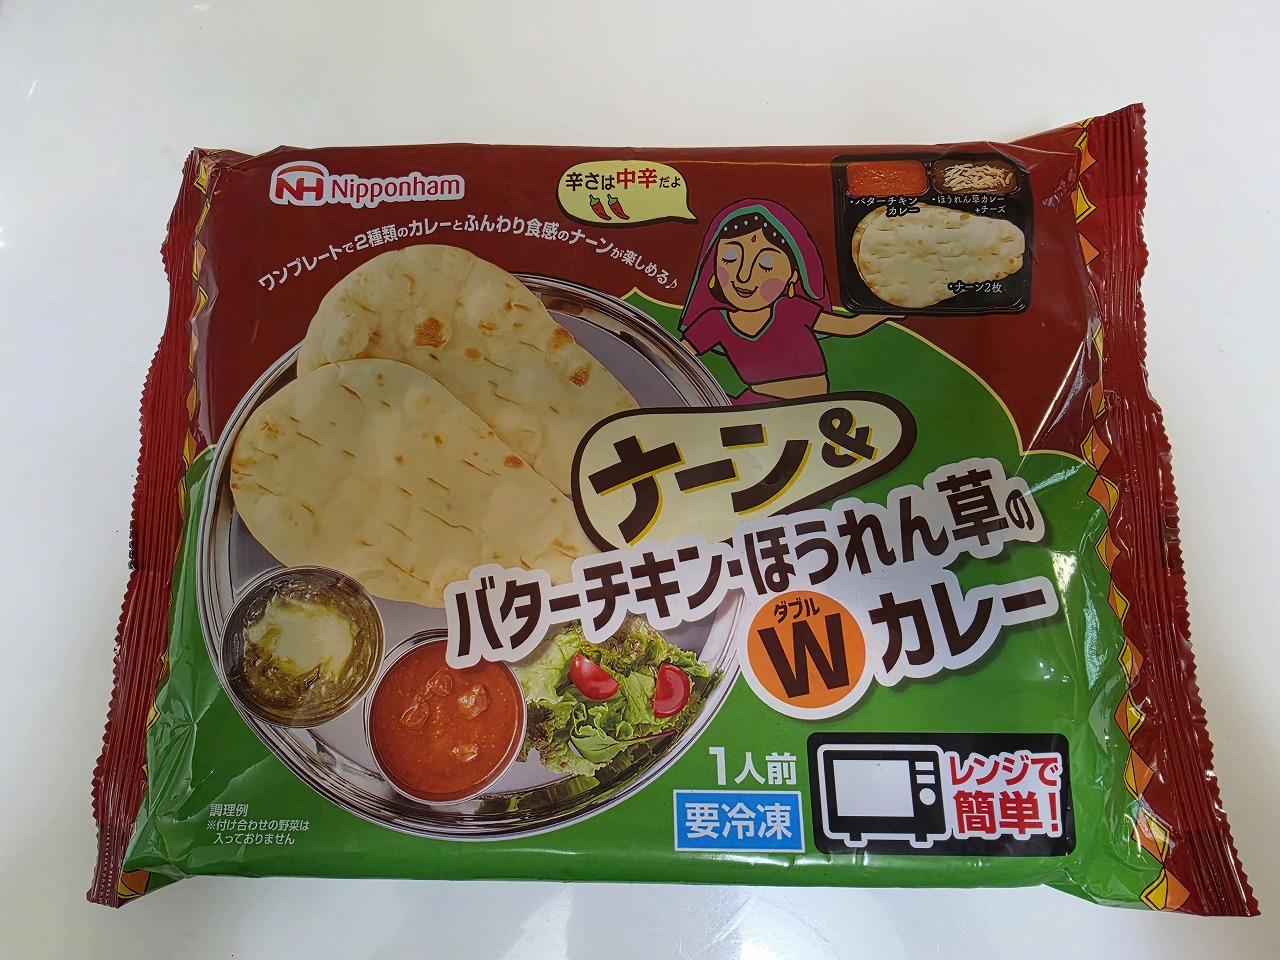 NH Nipponham
辛さは中辛だよ
ワンプレートで2種類のカレーとふんわり食感のナーンが楽しめる♪
・バターチキン
カレー
・ほうれん草カレー
+チーズ
・ナーン2枚
ナーン&
バターチキン・ほうれん草の
ダブル
Wカレー
1人前
要冷凍
レンジで
簡単!
調理例
※付け合わせの野菜は
入っておりません